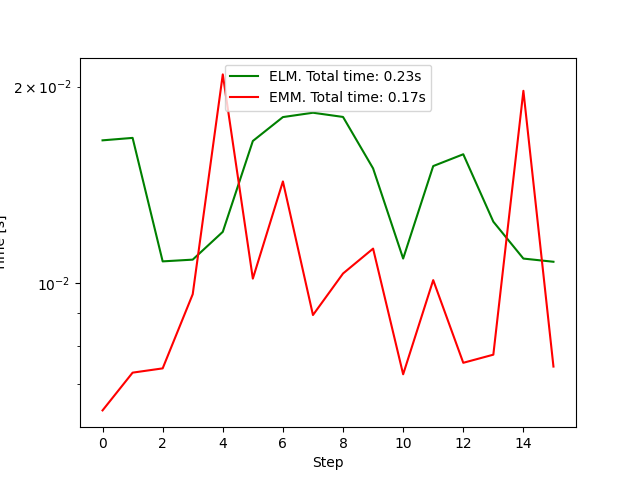 ELM. Total time: 0.23s
EMM. Total time: 0.17s
2 × 10⁻²
10⁻²
Time [s]
0 2 4 6 8 10 12 14
Step